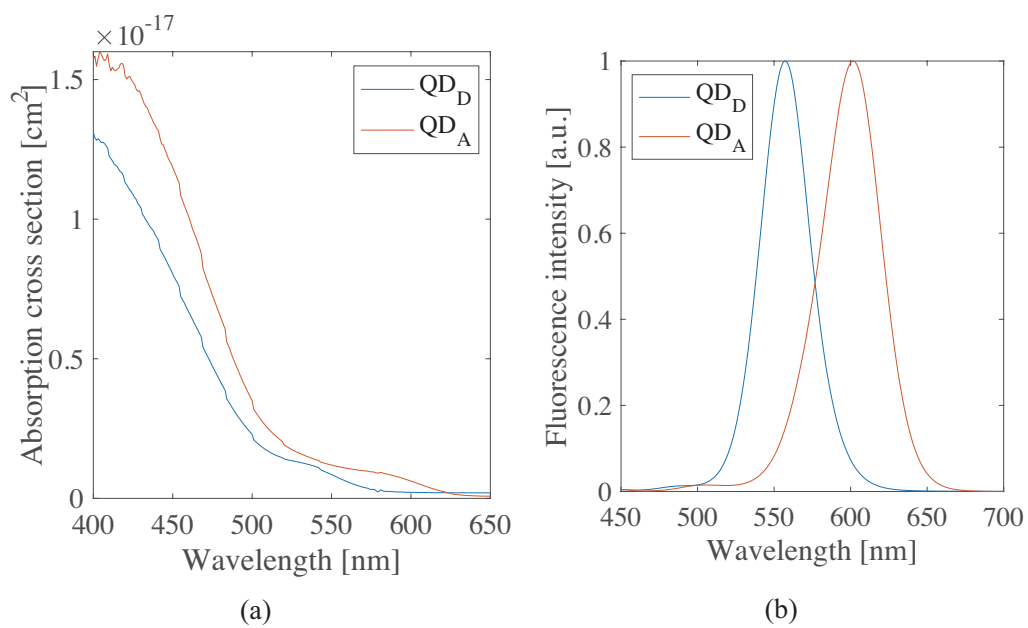 ×10⁻¹⁷
1.5
1
0.5
0
400
450
500
550
600
650
Absorption cross section [cm²]
Wavelength [nm]
QD_D
QD_A
(a)
1
0.8
0.6
0.4
0.2
0
450
500
550
600
650
700
Fluorescence intensity [a.u.]
Wavelength [nm]
QD_D
QD_A
(b)